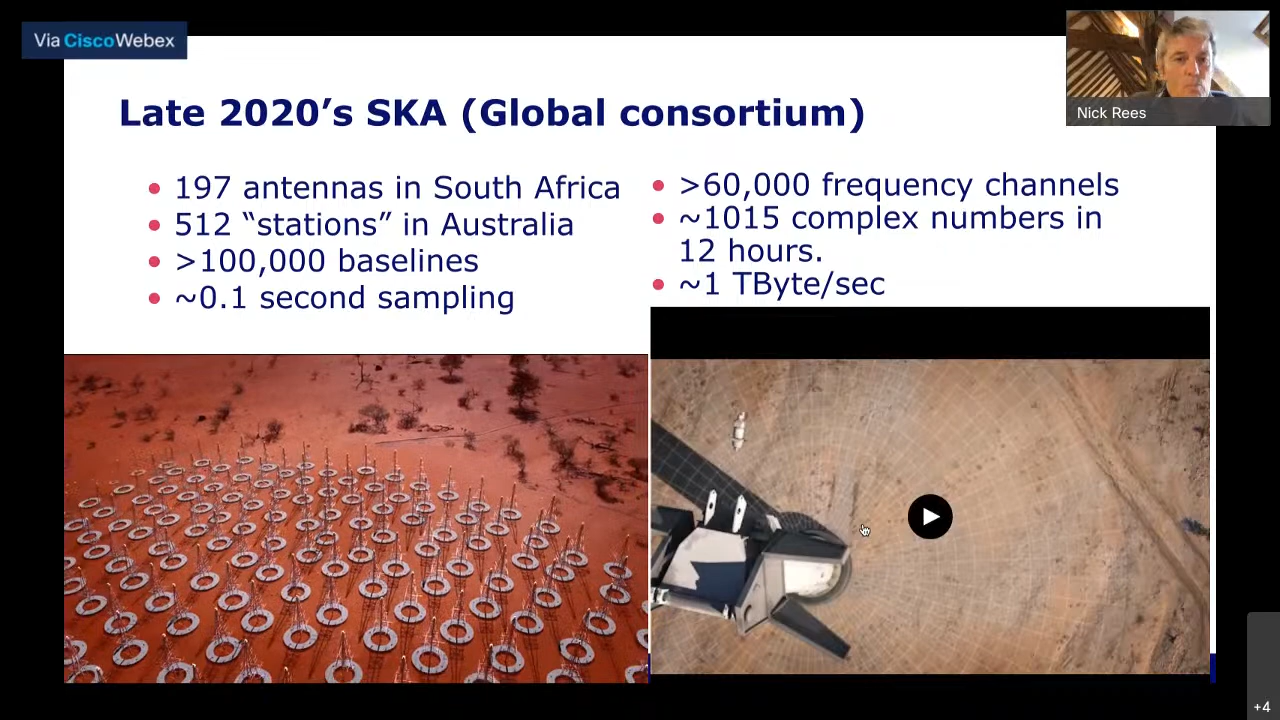 Via CiscoWebex
Nick Rees
Late 2020’s SKA (Global consortium)
197 antennas in South Africa
512 “stations” in Australia
>100,000 baselines
~0.1 second sampling
>60,000 frequency channels
~1015 complex numbers in
12 hours.
~1 TByte/sec
+4